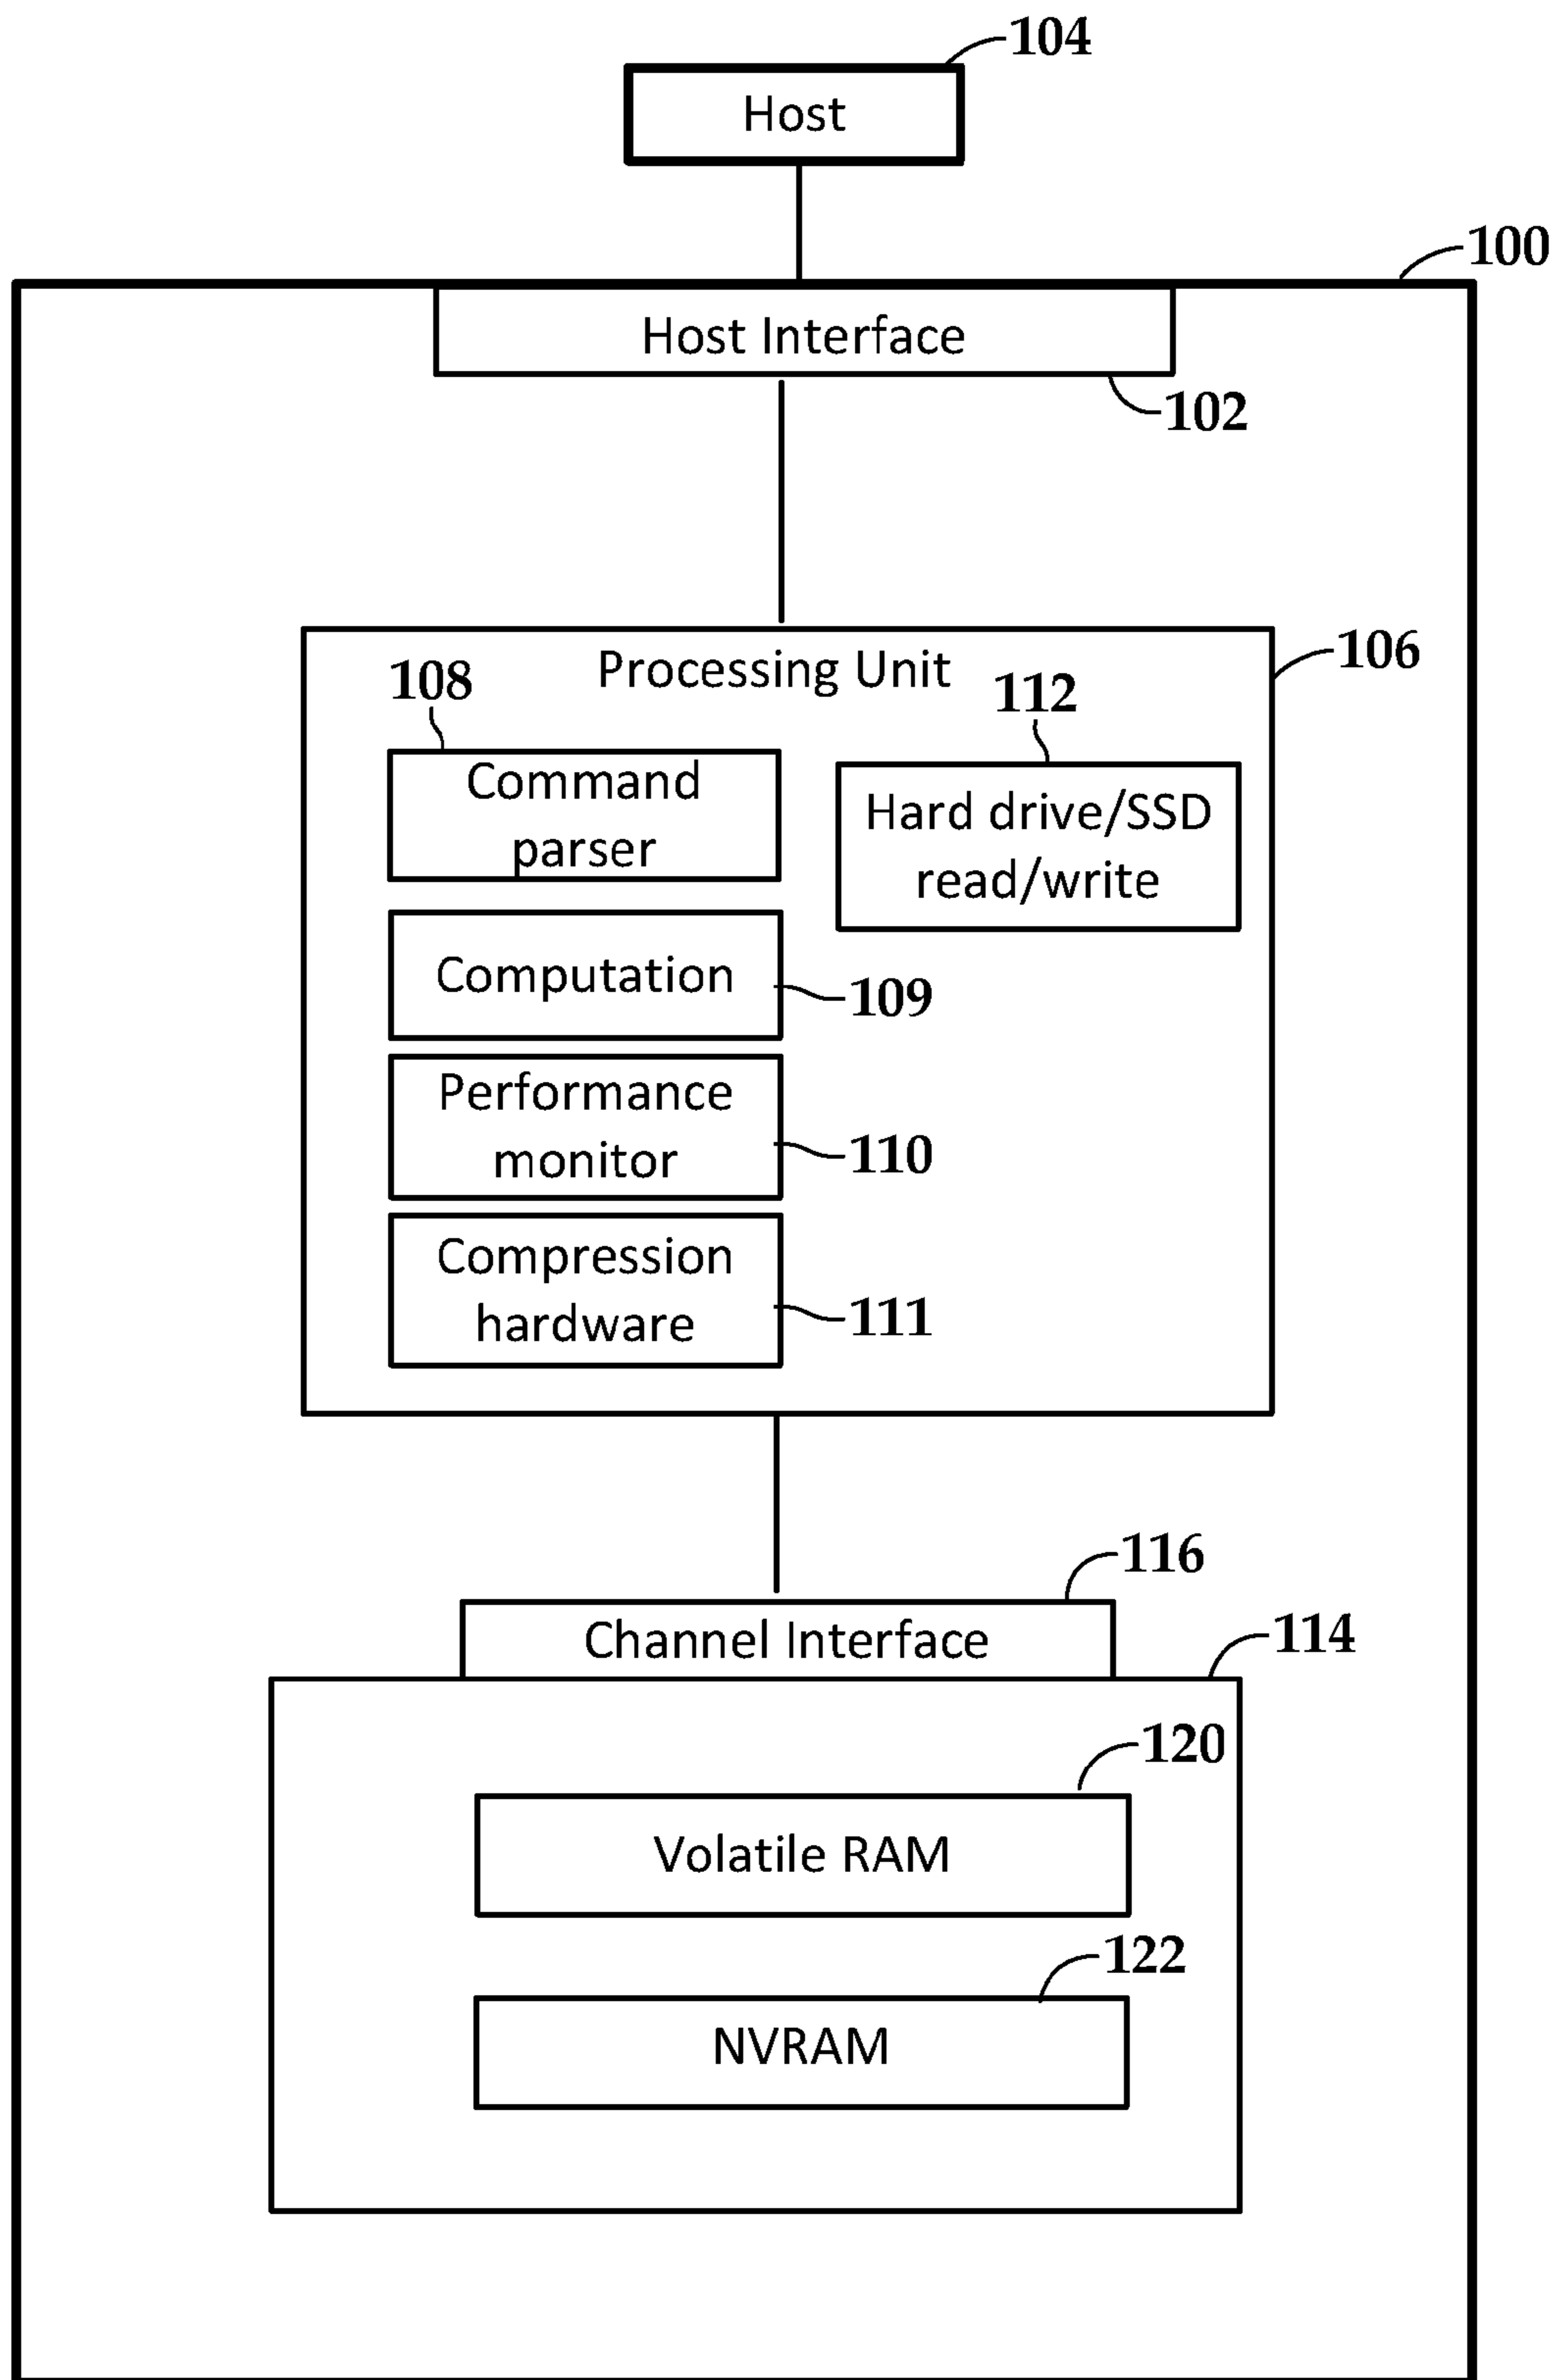 104
Host
100
Host Interface
102
Processing Unit
106
108
112
Command
parser
Hard drive/SSD
read/write
Computation
109
Performance
monitor
110
Compression
hardware
111
116
Channel Interface
114
120
Volatile RAM
122
NVRAM